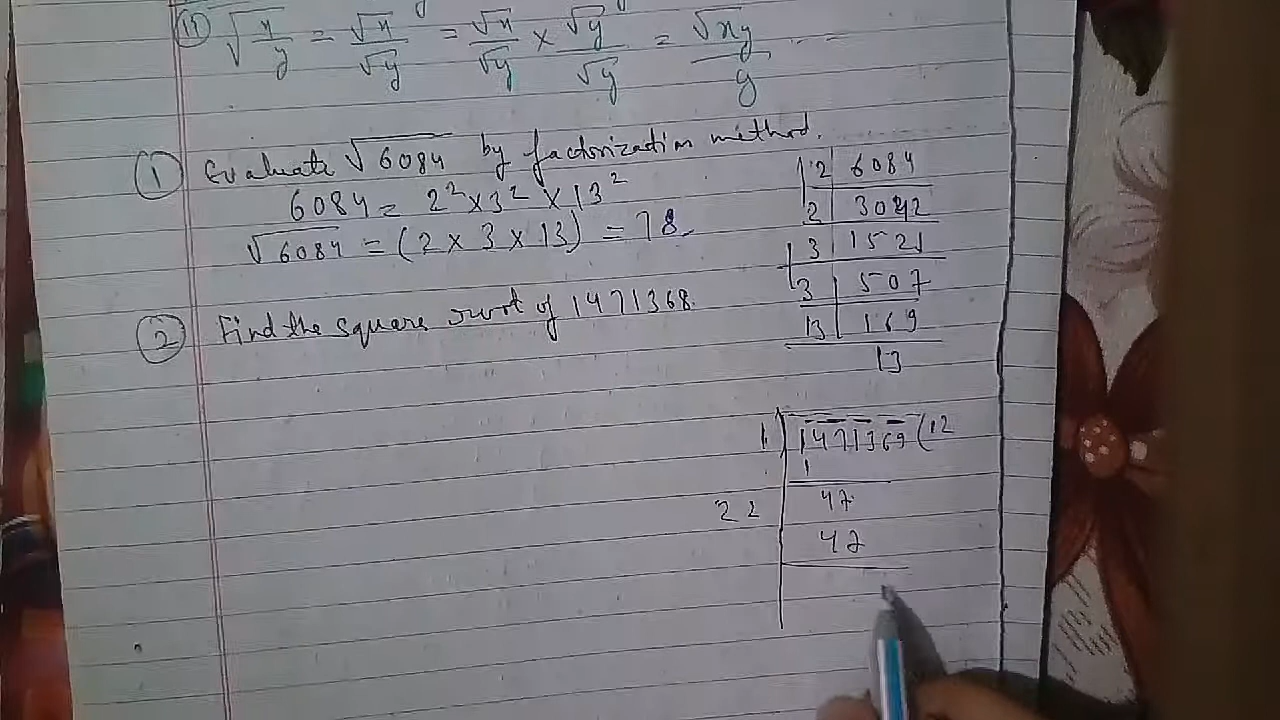 (ii) √x/y = √x/√y = √x/√y × √y/√y = √xy/y
① Evaluate √6084 by factorization method.
6084 = 2² × 3² × 13²
√6084 = (2 × 3 × 13) = 78
2 | 6084
2 | 3042
3 | 1521
3 | 507
13 | 169
13
② Find the square root of 1471368.
1 | 1471369 ( 12
1
22 | 47